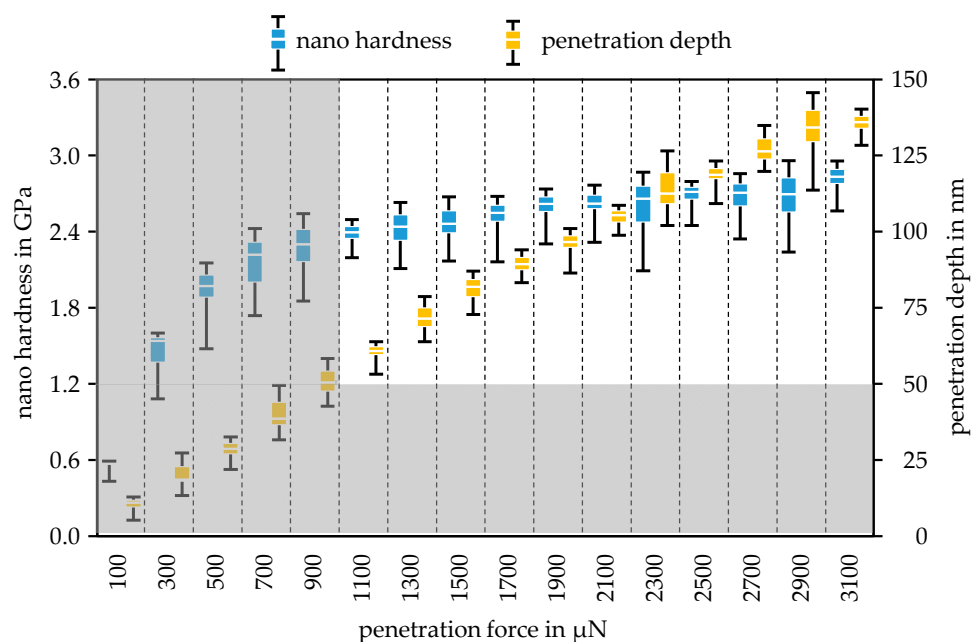 nano hardness penetration depth
nano hardness in GPa
3.6
3.0
2.4
1.8
1.2
0.6
0.0
150
125
100
75
50
25
0
penetration depth in nm
100 300 500 700 900 1100 1300 1500 1700 1900 2100 2300 2500 2700 2900 3100
penetration force in μN